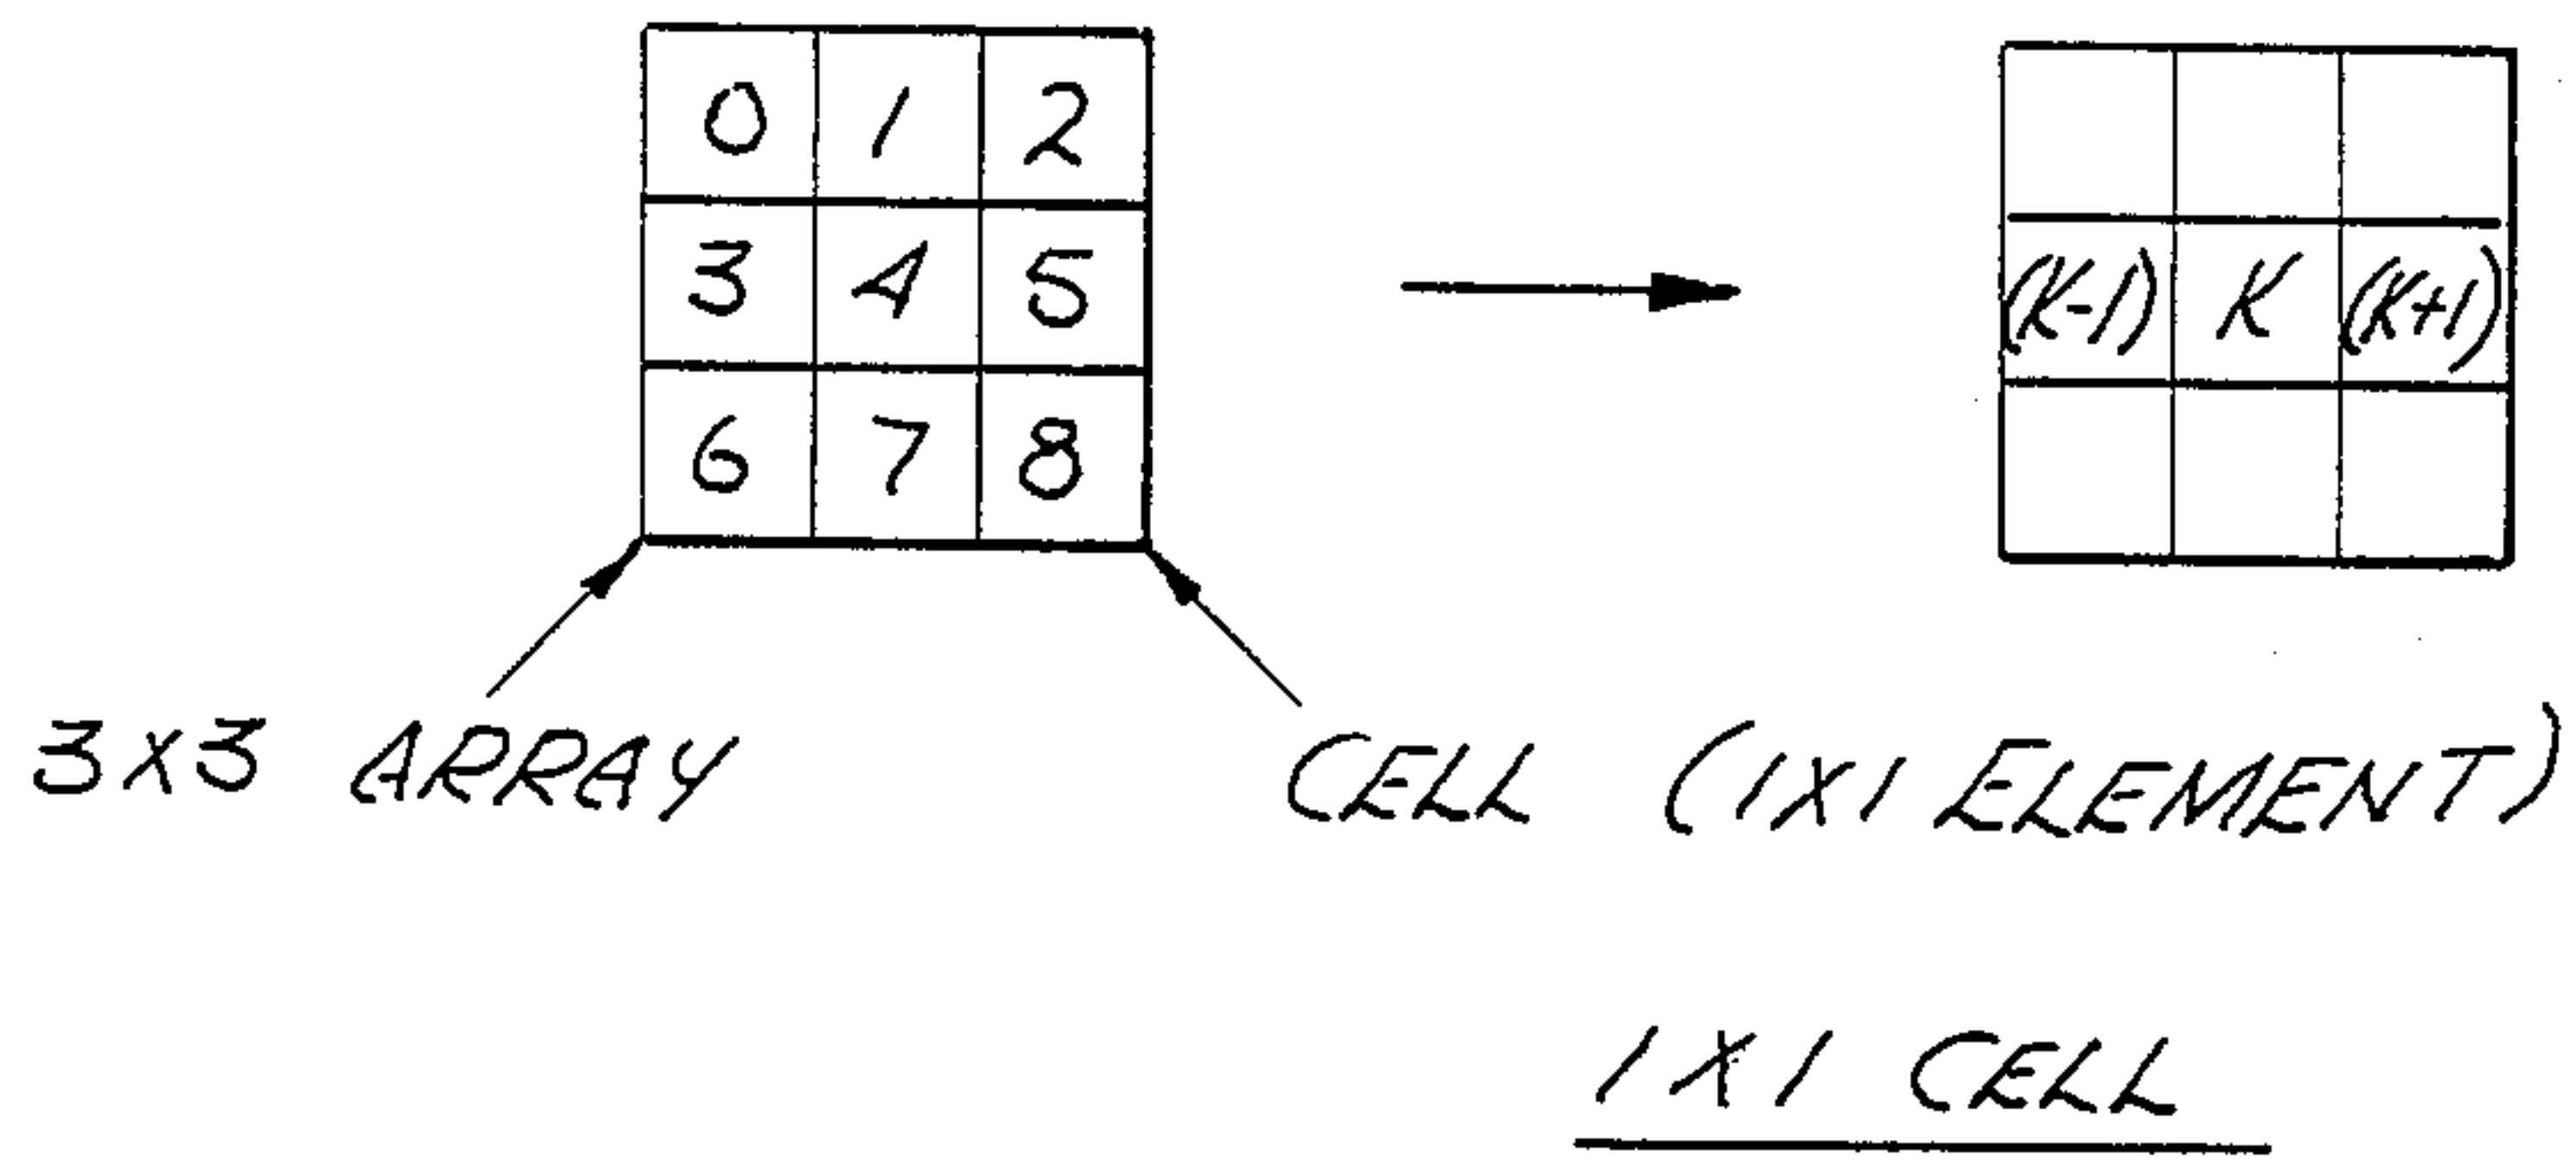 0 1 2
3 4 5
6 7 8
(K-1) K (K+1)
3X3 ARRAY
CELL (1X1 ELEMENT)
1X1 CELL